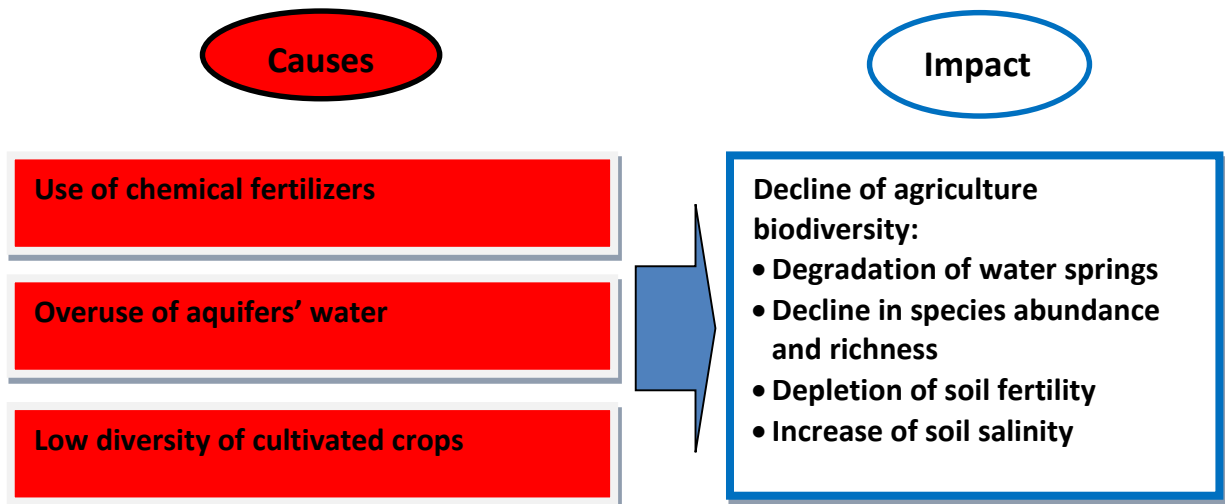 Causes
Impact
Use of chemical fertilizers
Overuse of aquifers’ water
Low diversity of cultivated crops
Decline of agriculture
biodiversity:
• Degradation of water springs
• Decline in species abundance
and richness
• Depletion of soil fertility
• Increase of soil salinity